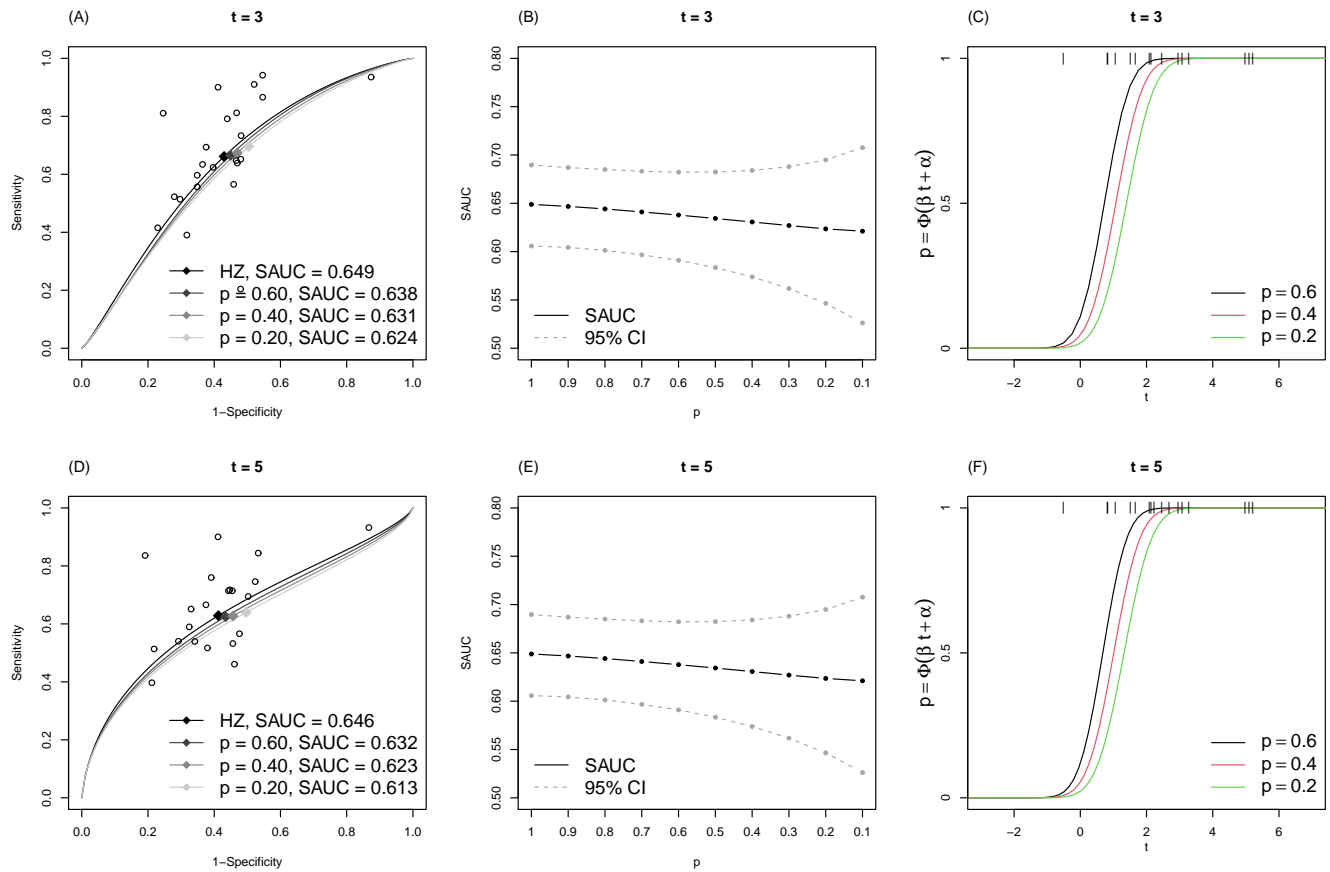 (A) t = 3
Sensitivity
1.0
0.8
0.6
0.4
0.2
0.0
HZ, SAUC = 0.649
p = 0.60, SAUC = 0.638
p = 0.40, SAUC = 0.631
p = 0.20, SAUC = 0.624
0.0 0.2 0.4 0.6 0.8 1.0
1−Specificity
(B) t = 3
SAUC
0.80
0.75
0.70
0.65
0.60
0.55
0.50
SAUC
95% CI
1 0.9 0.8 0.7 0.6 0.5 0.4 0.3 0.2 0.1
p
(C) t = 3
p = Φ(β t + α)
1
0.5
0
p = 0.6
p = 0.4
p = 0.2
−2 0 2 4 6
t
(D) t = 5
Sensitivity
1.0
0.8
0.6
0.4
0.2
0.0
HZ, SAUC = 0.646
p = 0.60, SAUC = 0.632
p = 0.40, SAUC = 0.623
p = 0.20, SAUC = 0.613
0.0 0.2 0.4 0.6 0.8 1.0
1−Specificity
(E) t = 5
SAUC
0.80
0.75
0.70
0.65
0.60
0.55
0.50
SAUC
95% CI
1 0.9 0.8 0.7 0.6 0.5 0.4 0.3 0.2 0.1
p
(F) t = 5
p = Φ(β t + α)
1
0.5
0
p = 0.6
p = 0.4
p = 0.2
−2 0 2 4 6
t